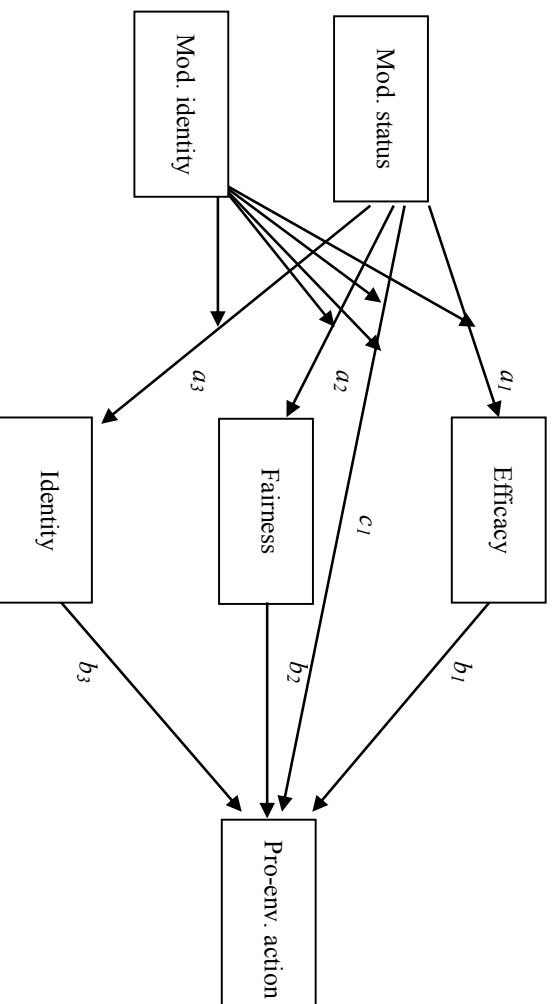 Mod. status
Mod. identity
a1
a2
a3
c1
Efficacy
Fairness
Identity
b1
b2
b3
Pro-env. action